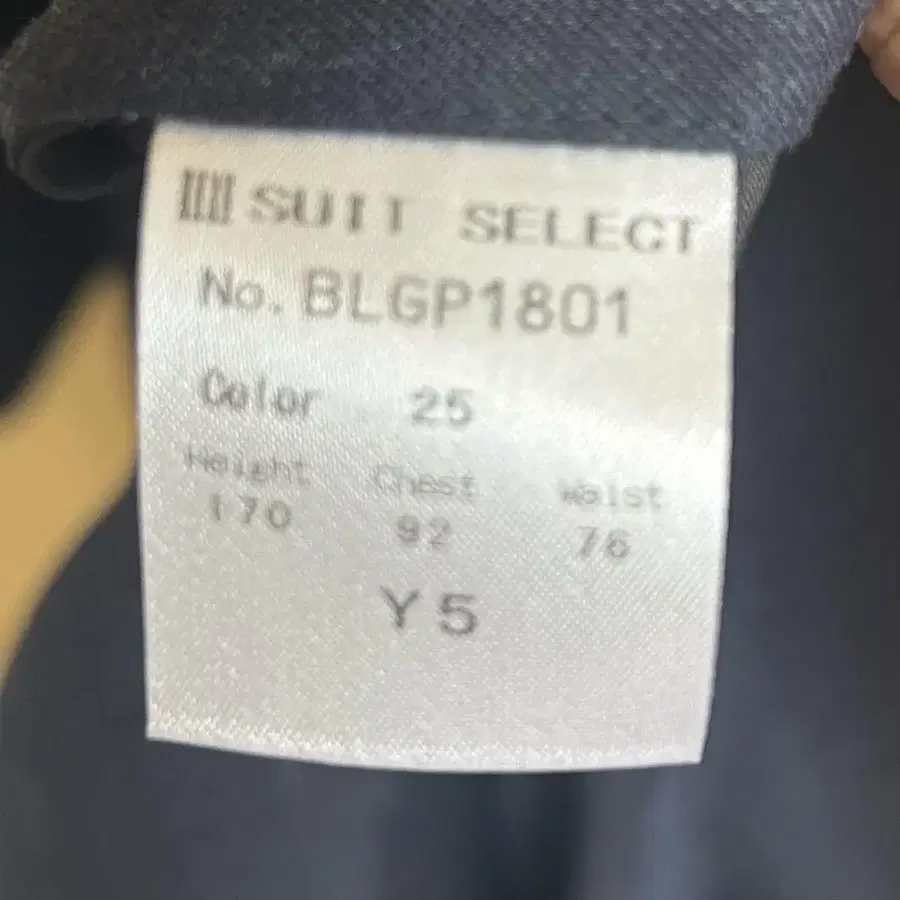 SUIT SELECT
No. BLGP1801
Color 25
Height Chest Waist
170 92 76
Y5